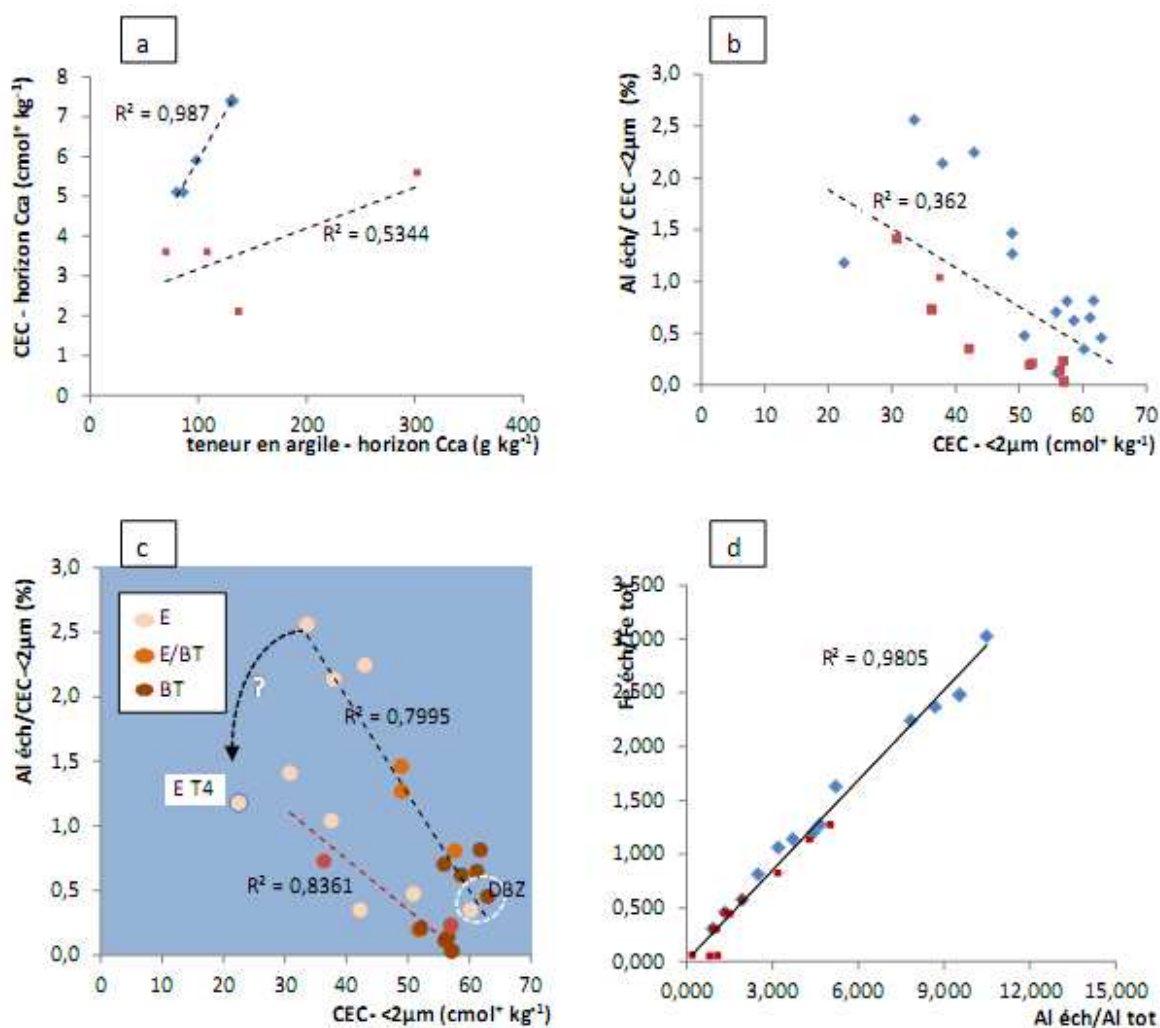 a
CEC - horizon Cca (cmol⁺ kg⁻¹)
8
7
6
5
4
3
2
1
0
R² = 0,987
R² = 0,5344
0 100 200 300 400
teneur en argile - horizon Cca (g kg⁻¹)
b
Al éch/ CEC -<2µm (%)
3,0
2,5
2,0
1,5
1,0
0,5
0,0
R² = 0,362
0 10 20 30 40 50 60 70
CEC - <2µm (cmol⁺ kg⁻¹)
c
Al éch/CEC-<2µm (%)
3,0
2,5
2,0
1,5
1,0
0,5
0,0
E
E/BT
BT
?
R² = 0,7995
E T4
R² = 0,8361
DBZ
0 10 20 30 40 50 60 70
CEC-<2µm (cmol⁺ kg⁻¹)
d
Fe éch/Fe tot
3,500
3,000
2,500
2,000
1,500
1,000
0,500
0,000
R² = 0,9805
0,000 3,000 6,000 9,000 12,000 15,000
Al éch/Al tot